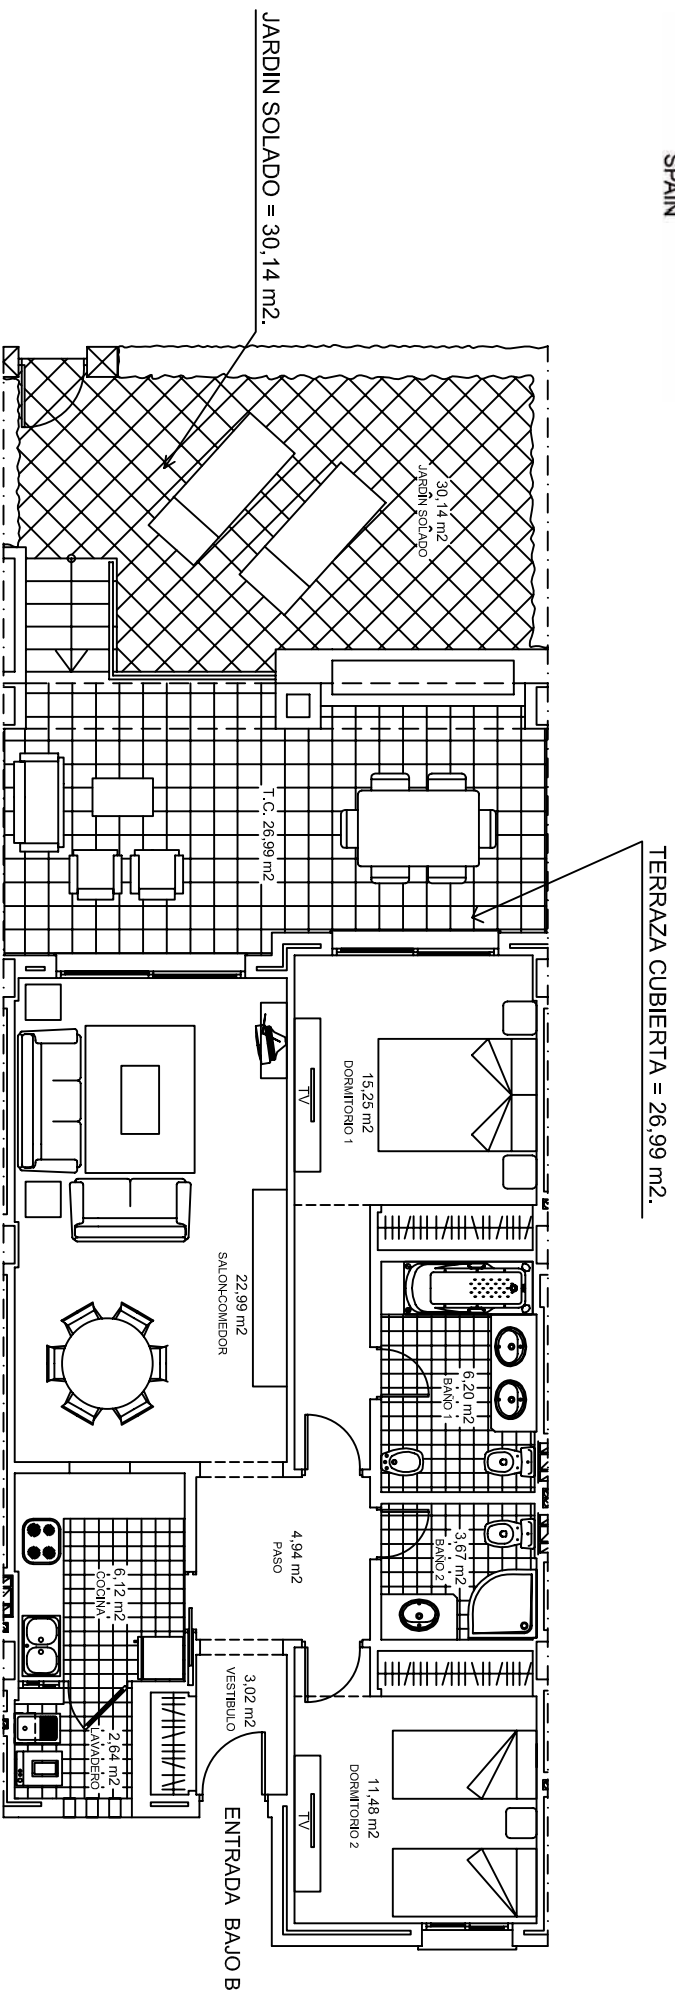 SPAIN
JARDIN SOLADO = 30,14 m2.
30,14 m2
JARDIN SOLADO
TERRAZA CUBIERTA = 26,99 m2.
T.C. 26,99 m2
15,25 m2
DORMITORIO 1
TV
22,99 m2
SALON-COMEDOR
6,20 m2
BAÑO 1
3,67 m2
BAÑO 2
4,94 m2
PASO
6,12 m2
COCINA
3,02 m2
VESTIBULO
2,64 m2
LAVADERO
11,48 m2
DORMITORIO 2
TV
ENTRADA BAJO B